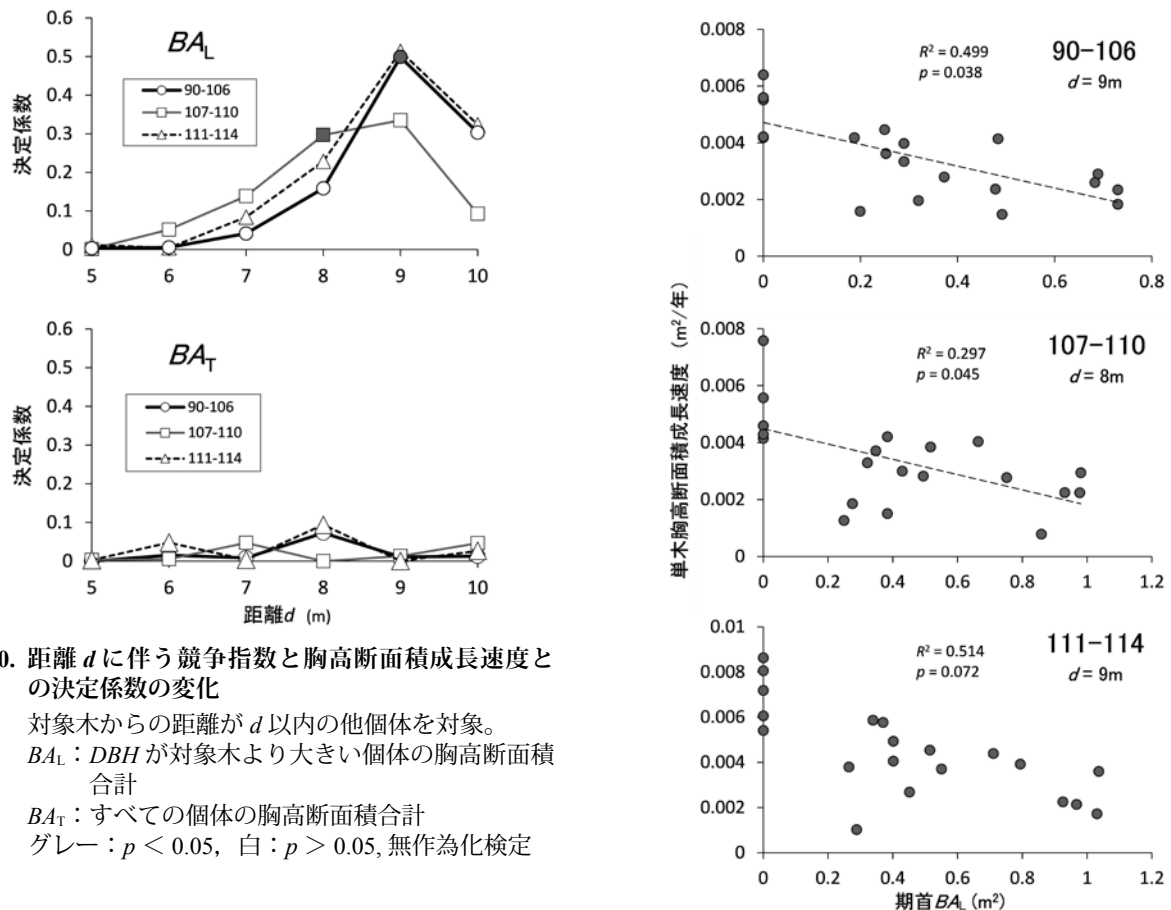 BAL
決定係数
0.6
0.5
0.4
0.3
0.2
0.1
0
90-106
107-110
111-114
5 6 7 8 9 10
BAT
決定係数
0.6
0.5
0.4
0.3
0.2
0.1
0
90-106
107-110
111-114
5 6 7 8 9 10
距離d (m)
0. 距離 d に伴う競争指数と胸高断面積成長速度と
の決定係数の変化
対象木からの距離が d 以内の他個体を対象。
BAL：DBH が対象木より大きい個体の胸高断面積
合計
BAT：すべての個体の胸高断面積合計
グレー：p < 0.05，白：p > 0.05, 無作為化検定
単木胸高断面積成長速度 (m²/年)
0.008
0.006
0.004
0.002
0
R² = 0.499
p = 0.038
90-106
d = 9m
0 0.2 0.4 0.6 0.8
0.008
0.006
0.004
0.002
0
R² = 0.297
p = 0.045
107-110
d = 8m
0 0.2 0.4 0.6 0.8 1 1.2
0.01
0.008
0.006
0.004
0.002
0
R² = 0.514
p = 0.072
111-114
d = 9m
0 0.2 0.4 0.6 0.8 1 1.2
期首BAL (m²)